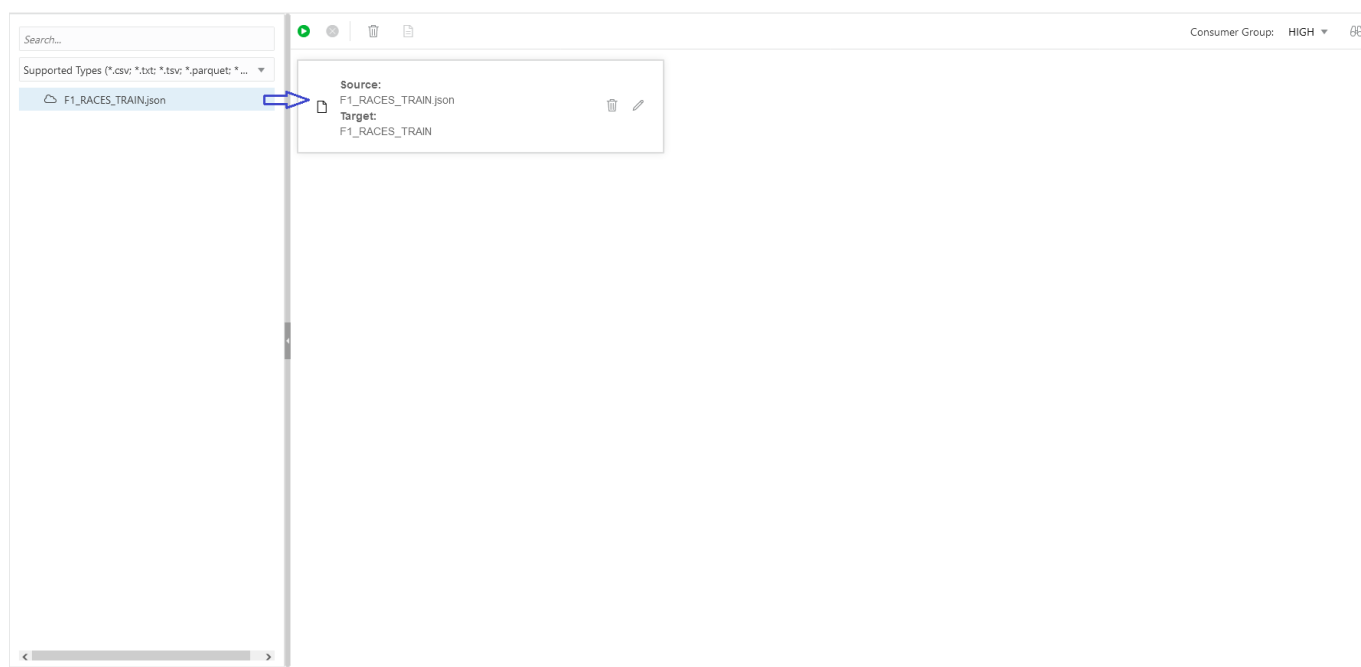 Search...
Supported Types (*.csv; *.txt; *.tsv; *.parquet; *...
F1_RACES_TRAIN.json
Consumer Group: HIGH
Source:
F1_RACES_TRAIN.json
Target:
F1_RACES_TRAIN